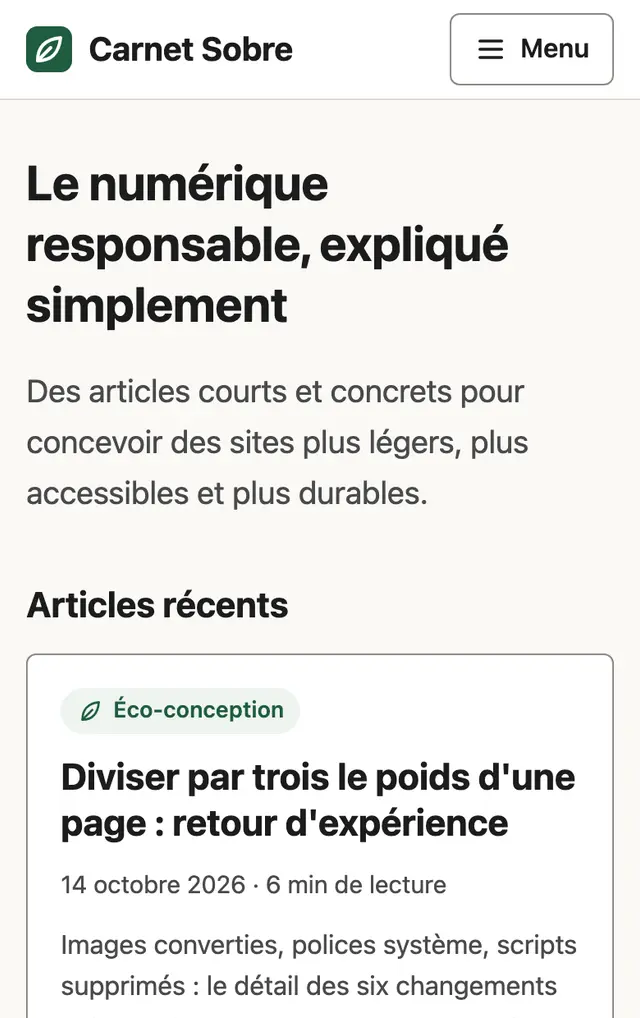 Carnet Sobre
Menu
Le numérique
responsable, expliqué
simplement
Des articles courts et concrets pour
concevoir des sites plus légers, plus
accessibles et plus durables.
Articles récents
Éco-conception
Diviser par trois le poids d'une
page : retour d'expérience
14 octobre 2026 · 6 min de lecture
Images converties, polices système, scripts
supprimés : le détail des six changements